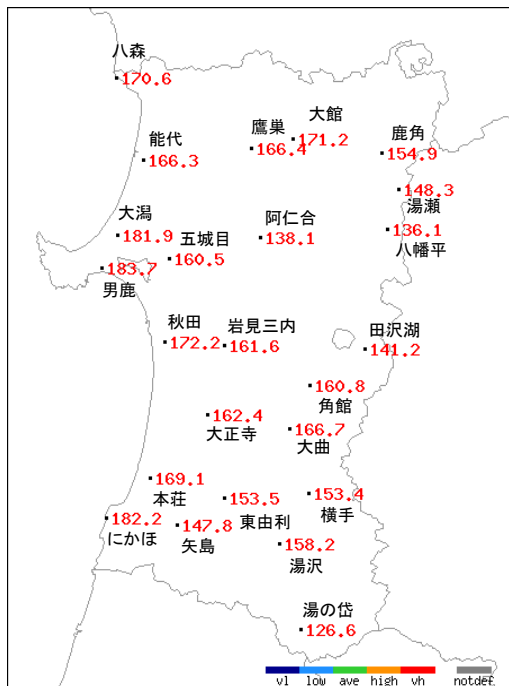 八森
170.6
大館
171.2
鷹巣
166.4
能代
166.3
鹿角
154.9
148.3
湯瀬
大潟
181.9
五城目
160.5
阿仁合
138.1
136.1
八幡平
183.7
男鹿
秋田
172.2
岩見三内
161.6
田沢湖
141.2
160.8
角館
162.4
大正寺
166.7
大曲
169.1
本荘
153.5
東由利
153.4
横手
182.2
にかほ
147.8
矢島
158.2
湯沢
湯の岱
126.6
vl low ave high vh notdef